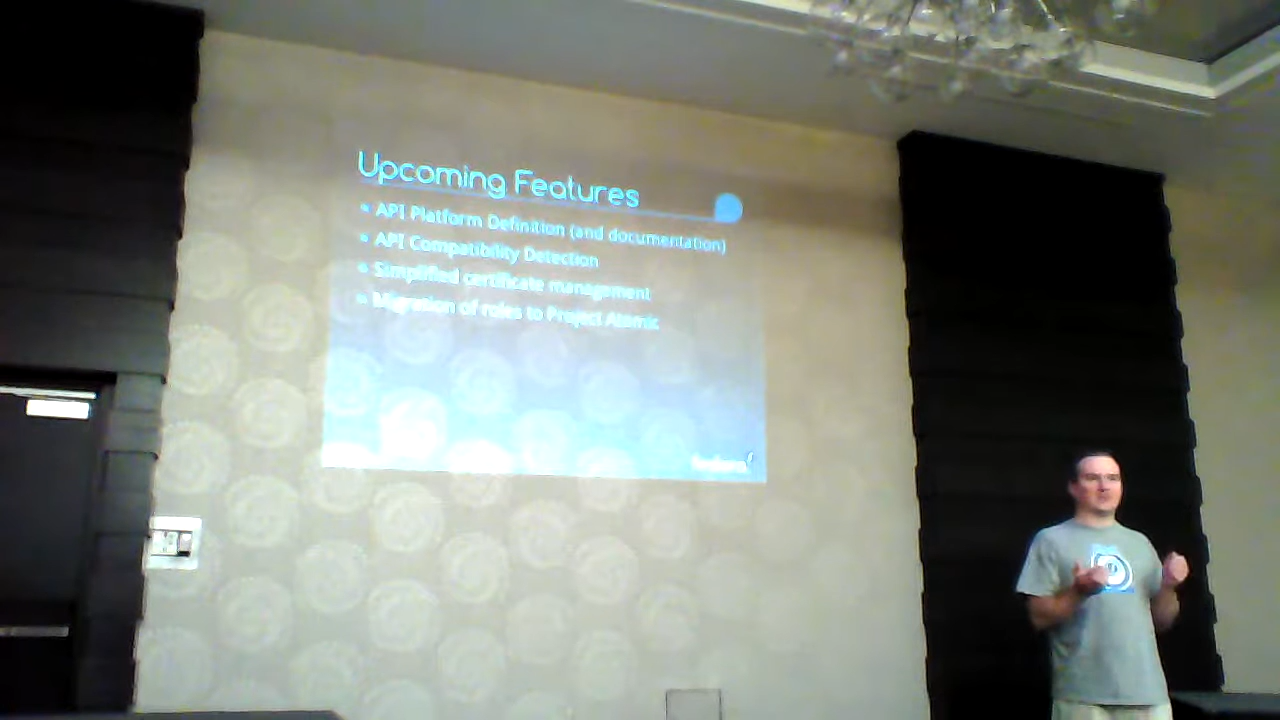 Upcoming Features
API Platform Definition (and documentation)
API Compatibility Detection
Simplified certificate management
Migration of roles to Project Atomic
fedora